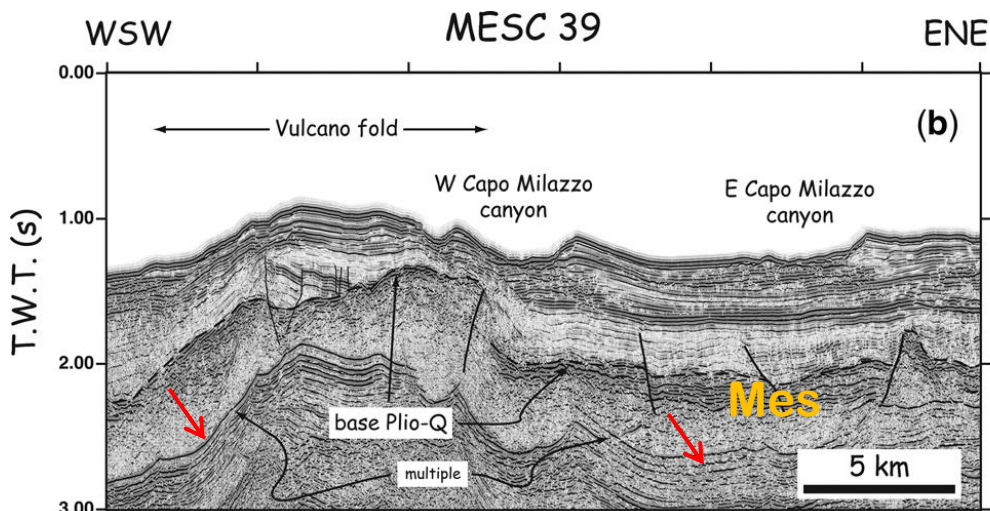 MESC 39
WSW
ENE
0.00
Vulcano fold
(b)
W Capo Milazzo
canyon
E Capo Milazzo
canyon
1.00
T.W.T. (s)
2.00
Mes
base Plio-Q
multiple
5 km
3.00